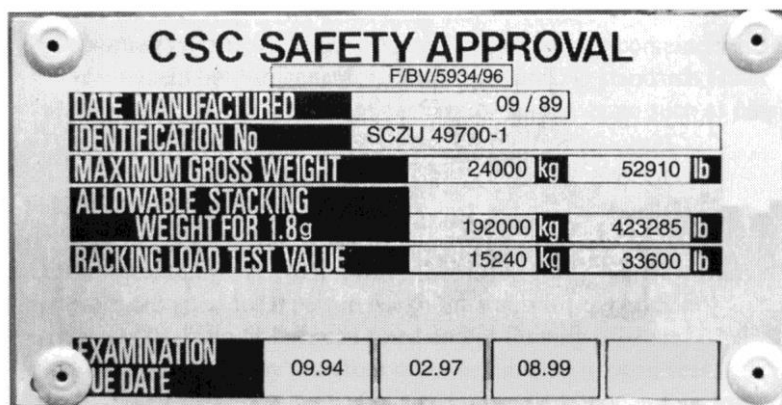 CSC SAFETY APPROVAL
F/BV/5934/96
DATE MANUFACTURED 09 / 89
IDENTIFICATION No SCZU 49700-1
MAXIMUM GROSS WEIGHT 24000 kg 52910 lb
ALLOWABLE STACKING
WEIGHT FOR 1.8g 192000 kg 423285 lb
RACKING LOAD TEST VALUE 15240 kg 33600 lb
EXAMINATION
DUE DATE 09.94 02.97 08.99